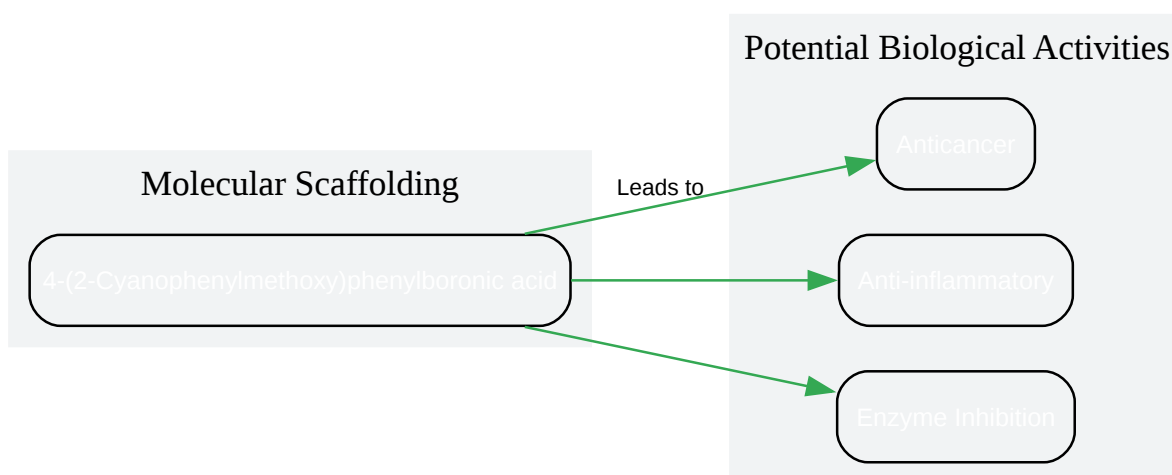 Molecular Scaffolding
4-(2-Cyanophenylmethoxy)phenylboronic acid
Leads to
Potential Biological Activities
Anticancer
Anti-inflammatory
Enzyme Inhibition